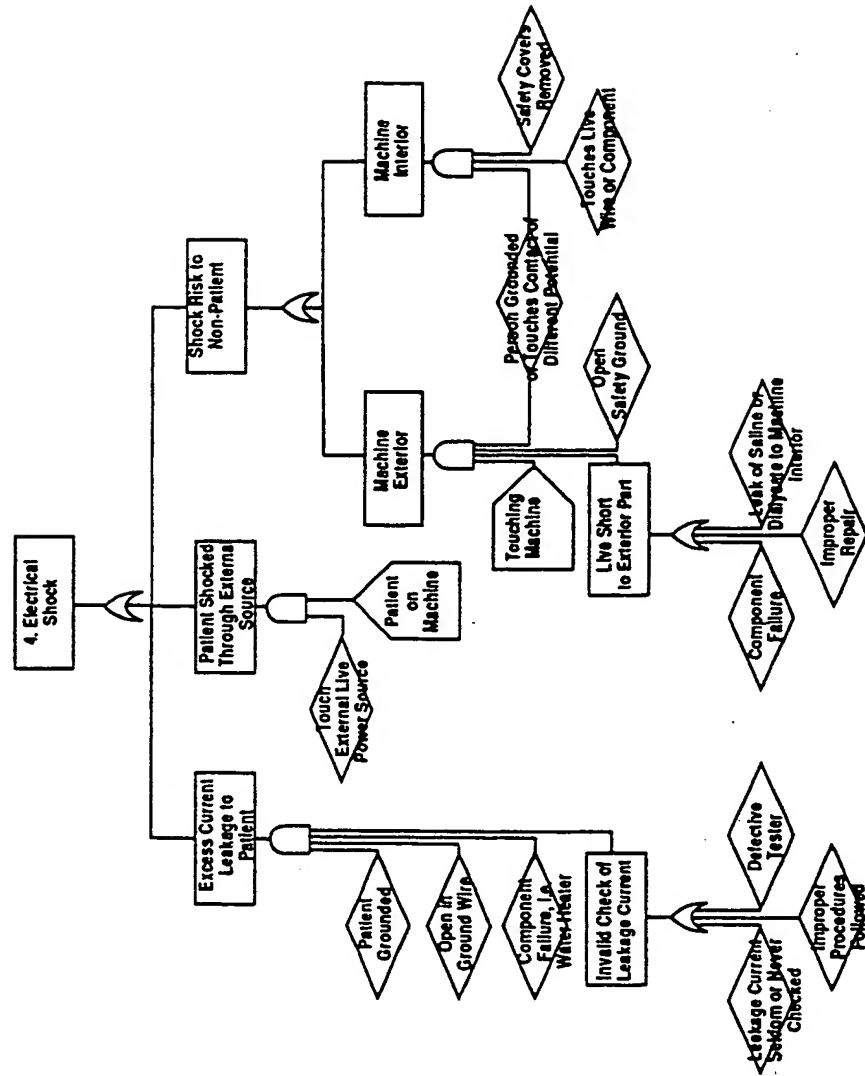 4. Electrical
Shock
Excess Current
Leakage to
Patient
Patient Shocked
Through External
Source
Shock Risk to
Non-Patient
Patient
Grounded
Open in
Ground Wire
Component
Failure, i.e.
Water Heater
Invalid Check of
Leakage Current
Leakage Current
Seldom or Never
Checked
Improper
Procedures
Followed
Defective
Tester
Touch
External Live
Power Source
Patient
on
Machine
Machine
Exterior
Machine
Interior
Touching
Machine
Live Short
to Exterior Part
Open
Safety Ground
Person Grounded
or Touches Contact of
Different Potential
Touches Live
Wire or Component
Safety Covers
Removed
Component
Failure
Improper
Repair
Leak of Saline or
Dialysate to Machine
Interior